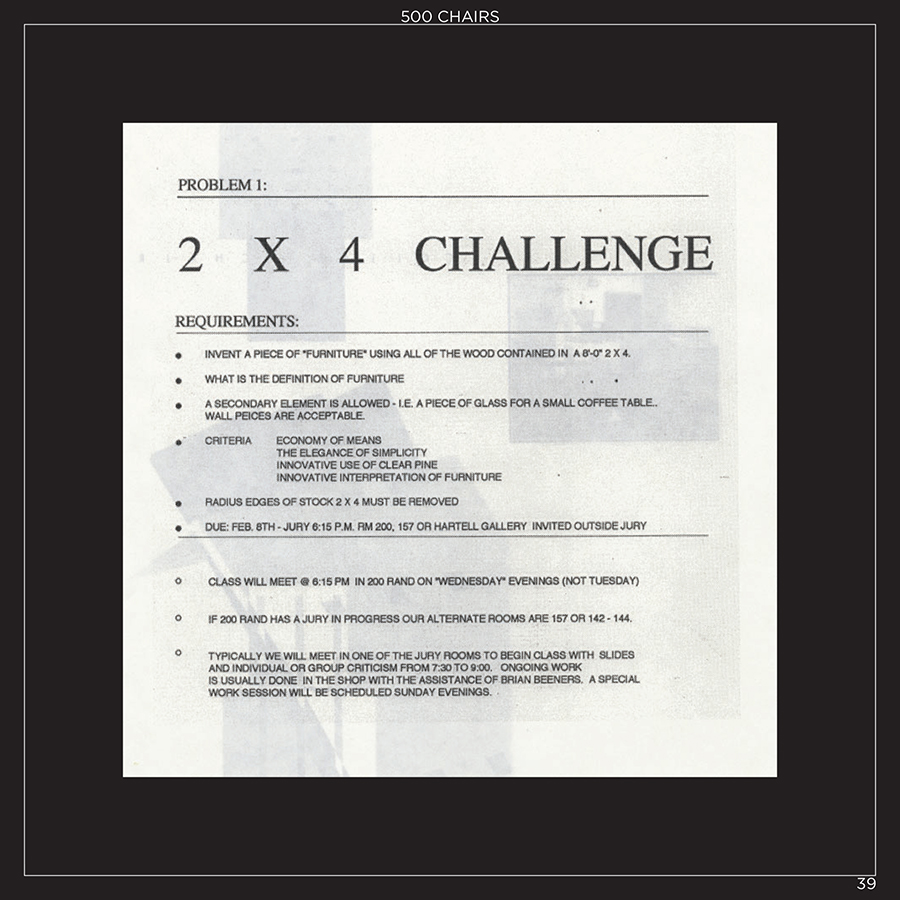 500 CHAIRS
PROBLEM 1:
2 X 4 CHALLENGE
REQUIREMENTS:
● INVENT A PIECE OF "FURNITURE" USING ALL OF THE WOOD CONTAINED IN A 8'-0" 2 X 4.
● WHAT IS THE DEFINITION OF FURNITURE
● A SECONDARY ELEMENT IS ALLOWED - I.E. A PIECE OF GLASS FOR A SMALL COFFEE TABLE..
WALL PEICES ARE ACCEPTABLE.
● CRITERIA ECONOMY OF MEANS
THE ELEGANCE OF SIMPLICITY
INNOVATIVE USE OF CLEAR PINE
INNOVATIVE INTERPRETATION OF FURNITURE
● RADIUS EDGES OF STOCK 2 X 4 MUST BE REMOVED
● DUE: FEB. 8TH - JURY 6:15 P.M. RM 200, 157 OR HARTELL GALLERY INVITED OUTSIDE JURY
○ CLASS WILL MEET @ 6:15 PM IN 200 RAND ON "WEDNESDAY" EVENINGS (NOT TUESDAY)
○ IF 200 RAND HAS A JURY IN PROGRESS OUR ALTERNATE ROOMS ARE 157 OR 142 - 144.
○ TYPICALLY WE WILL MEET IN ONE OF THE JURY ROOMS TO BEGIN CLASS WITH SLIDES
AND INDIVIDUAL OR GROUP CRITICISM FROM 7:30 TO 9:00. ONGOING WORK
IS USUALLY DONE IN THE SHOP WITH THE ASSISTANCE OF BRIAN BEENERS. A SPECIAL
WORK SESSION WILL BE SCHEDULED SUNDAY EVENINGS.
39